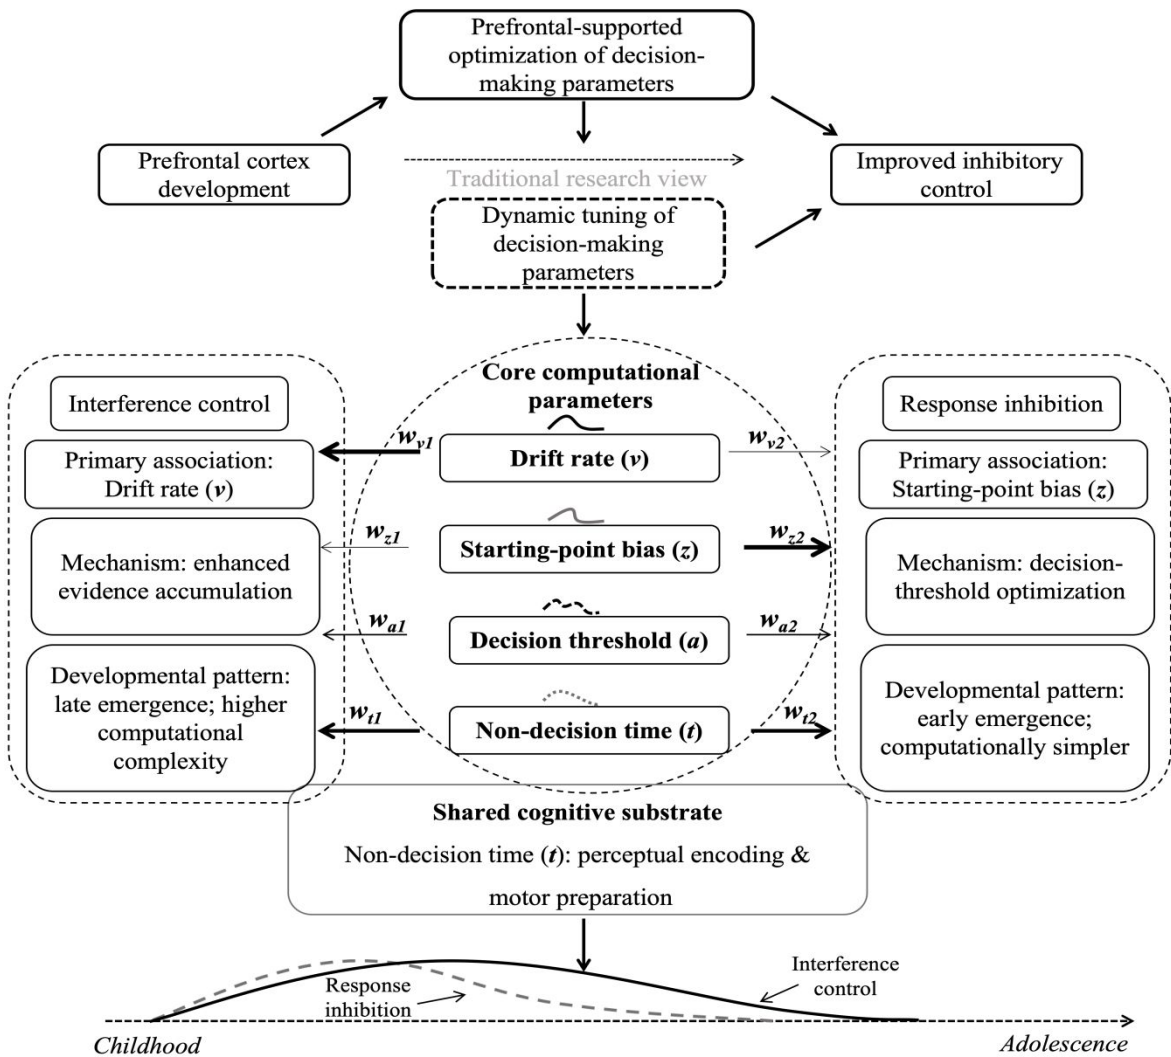 Prefrontal-supported
optimization of decision-
making parameters
Prefrontal cortex
development
Improved inhibitory
control
Traditional research view
Dynamic tuning of
decision-making
parameters
Core computational
parameters
Interference control
Response inhibition
w_v1
Drift rate (v)
w_v2
Primary association:
Drift rate (v)
Primary association:
Starting-point bias (z)
w_z1
Starting-point bias (z)
w_z2
Mechanism: enhanced
evidence accumulation
Mechanism: decision-
threshold optimization
w_a1
Decision threshold (a)
w_a2
Developmental pattern:
late emergence; higher
computational
complexity
w_t1
Non-decision time (t)
w_t2
Developmental pattern:
early emergence;
computationally simpler
Shared cognitive substrate
Non-decision time (t): perceptual encoding &
motor preparation
Response
inhibition
Interference
control
Childhood
Adolescence